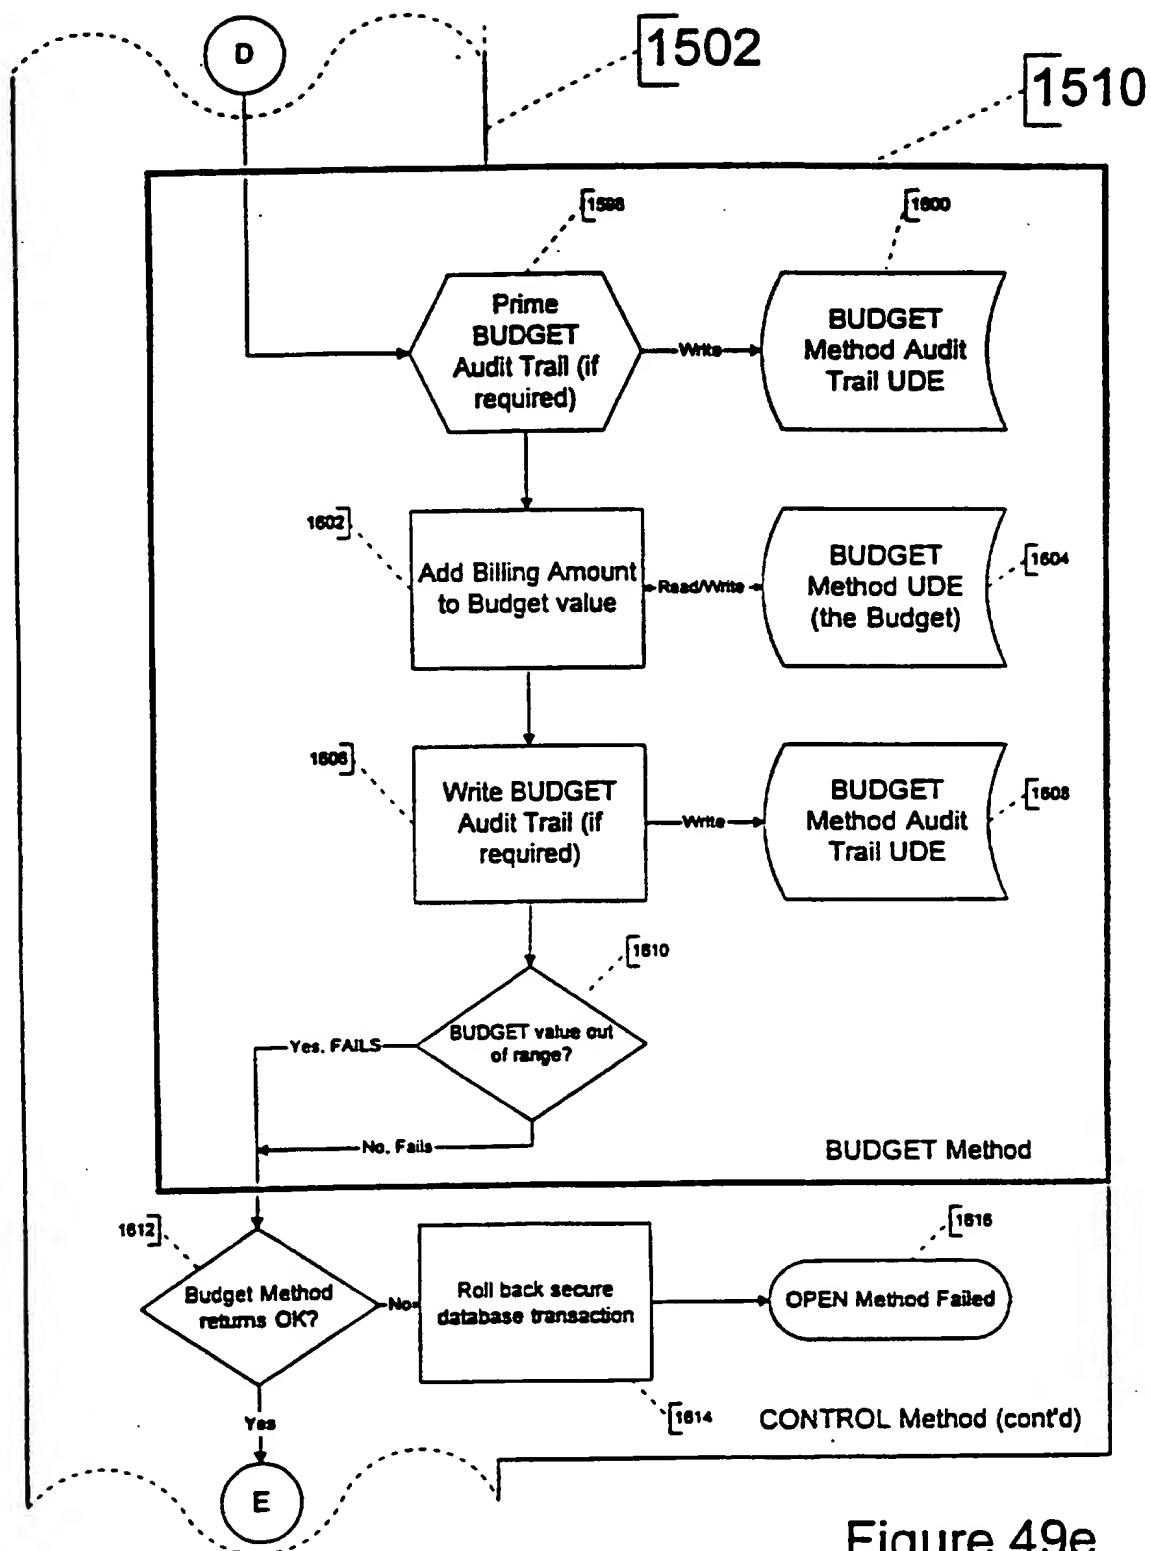 D
1502
1510
1598
1600
Prime
BUDGET
Audit Trail (if
required)
Write
BUDGET
Method Audit
Trail UDE
1602
Add Billing Amount
to Budget value
Read/Write
BUDGET
Method UDE
(the Budget)
1604
1606
Write BUDGET
Audit Trail (if
required)
Write
BUDGET
Method Audit
Trail UDE
1608
1610
BUDGET value out
of range?
Yes, FAILS
No, Fails
BUDGET Method
1612
Budget Method
returns OK?
No
Roll back secure
database transaction
1616
OPEN Method Failed
1614
CONTROL Method (cont'd)
Yes
E
Figure 49e